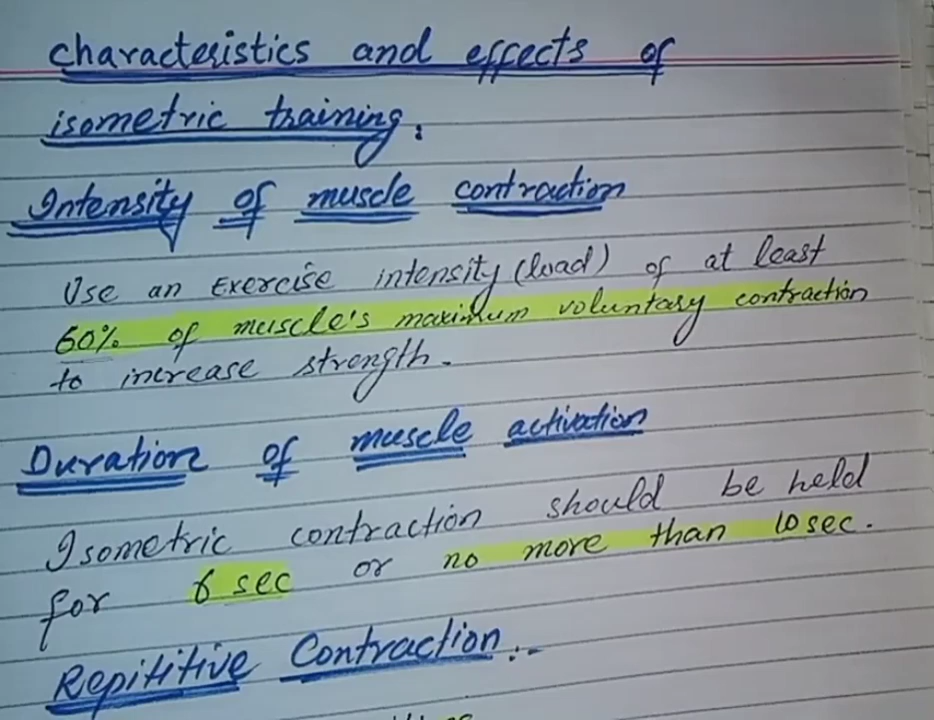 characteristics and effects of
isometric training:
Intensity of muscle contraction
Use an Exercise intensity (load) of at least
60% of muscle's maximum voluntary contraction
to increase strength.
Duration of muscle activation
Isometric contraction should be held
for 6 sec or no more than 10 sec.
Repititive Contraction:-